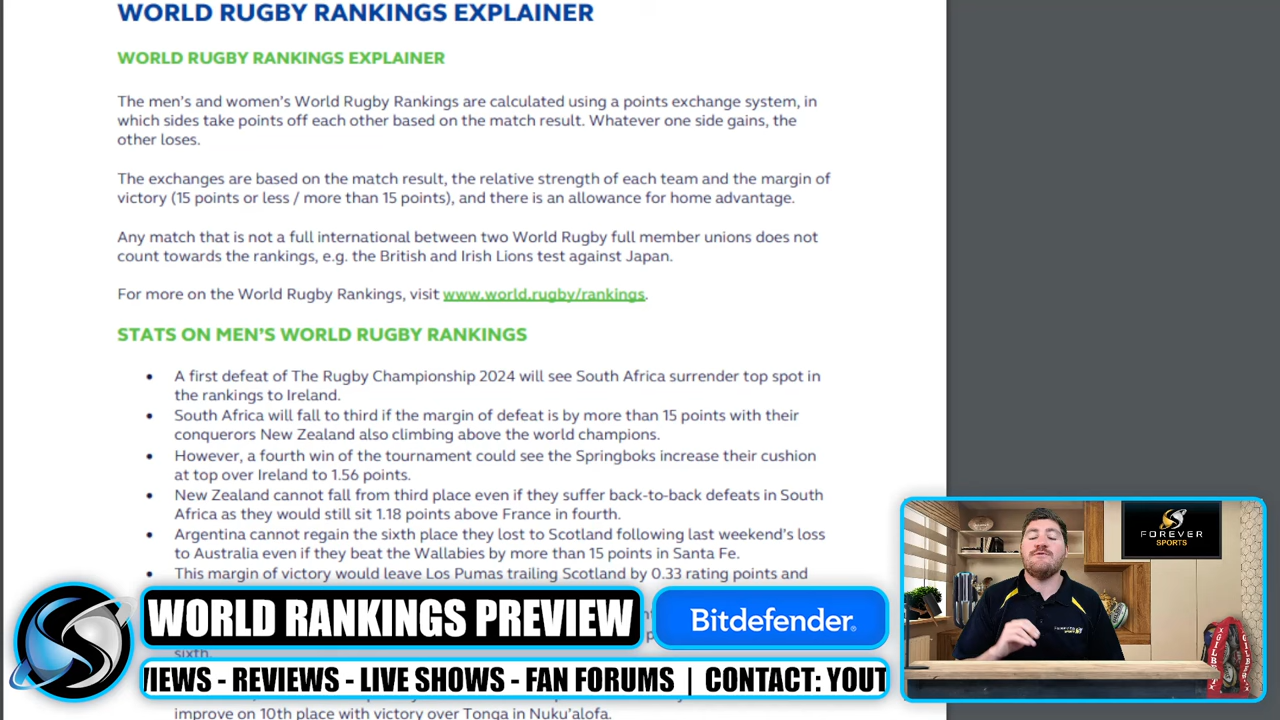 WORLD RUGBY RANKINGS EXPLAINER
WORLD RUGBY RANKINGS EXPLAINER
The men's and women's World Rugby Rankings are calculated using a points exchange system, in
which sides take points off each other based on the match result. Whatever one side gains, the
other loses.
The exchanges are based on the match result, the relative strength of each team and the margin of
victory (15 points or less / more than 15 points), and there is an allowance for home advantage.
Any match that is not a full international between two World Rugby full member unions does not
count towards the rankings, e.g. the British and Irish Lions test against Japan.
For more on the World Rugby Rankings, visit www.world.rugby/rankings.
STATS ON MEN'S WORLD RUGBY RANKINGS
• A first defeat of The Rugby Championship 2024 will see South Africa surrender top spot in
the rankings to Ireland.
• South Africa will fall to third if the margin of defeat is by more than 15 points with their
conquerors New Zealand also climbing above the world champions.
• However, a fourth win of the tournament could see the Springboks increase their cushion
at top over Ireland to 1.56 points.
• New Zealand cannot fall from third place even if they suffer back-to-back defeats in South
Africa as they would still sit 1.18 points above France in fourth.
• Argentina cannot regain the sixth place they lost to Scotland following last weekend's loss
to Australia even if they beat the Wallabies by more than 15 points in Santa Fe.
• This margin of victory would leave Los Pumas trailing Scotland by 0.33 rating points and
sixth.
improve on 10th place with victory over Tonga in Nuku'alofa.
WORLD RANKINGS PREVIEW
Bitdefender
IEWS - REVIEWS - LIVE SHOWS - FAN FORUMS | CONTACT: YOUT
FOREVER
SPORTS